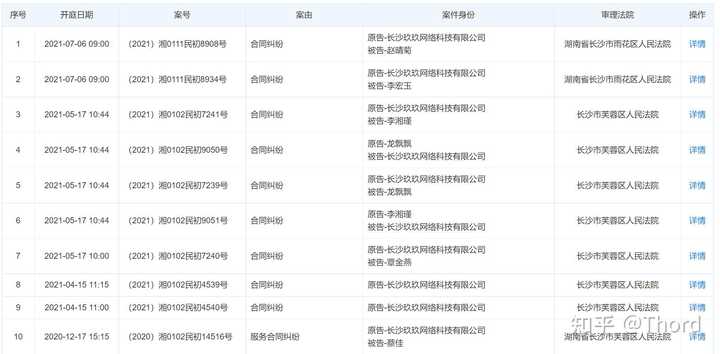 序号 开庭日期 案号 案由 案件身份 审理法院 操作
1 2021-07-06 09:00 （2021）湘0111民初8908号 合同纠纷 原告-长沙玖玖网络科技有限公司 湖南省长沙市雨花区人民法院 详情
被告-赵晴菊
2 2021-07-06 09:00 （2021）湘0111民初8934号 合同纠纷 原告-长沙玖玖网络科技有限公司 湖南省长沙市雨花区人民法院 详情
被告-李宏玉
3 2021-05-17 10:44 （2021）湘0102民初7241号 合同纠纷 原告-长沙玖玖网络科技有限公司 长沙市芙蓉区人民法院 详情
被告-李湘瑾
4 2021-05-17 10:44 （2021）湘0102民初9050号 合同纠纷 原告-龙飘飘 长沙市芙蓉区人民法院 详情
被告-长沙玖玖网络科技有限公司
5 2021-05-17 10:44 （2021）湘0102民初7239号 合同纠纷 原告-长沙玖玖网络科技有限公司 长沙市芙蓉区人民法院 详情
被告-龙飘飘
6 2021-05-17 10:44 （2021）湘0102民初9051号 合同纠纷 原告-李湘瑾 长沙市芙蓉区人民法院 详情
被告-长沙玖玖网络科技有限公司
7 2021-05-17 10:00 （2021）湘0102民初7240号 合同纠纷 原告-长沙玖玖网络科技有限公司 长沙市芙蓉区人民法院 详情
被告-覃金燕
8 2021-04-15 11:15 （2021）湘0102民初4539号 合同纠纷 原告-长沙玖玖网络科技有限公司 长沙市芙蓉区人民法院 详情
9 2021-04-15 11:00 （2021）湘0102民初4540号 合同纠纷 原告-长沙玖玖网络科技有限公司 长沙市芙蓉区人民法院 详情
10 2020-12-17 15:15 （2020）湘0102民初14516号 服务合同纠纷 原告-长沙玖玖网络科技有限公司 湖南省长沙市芙蓉区人民法院 详情
被告-蔡佳
知乎 @Thord